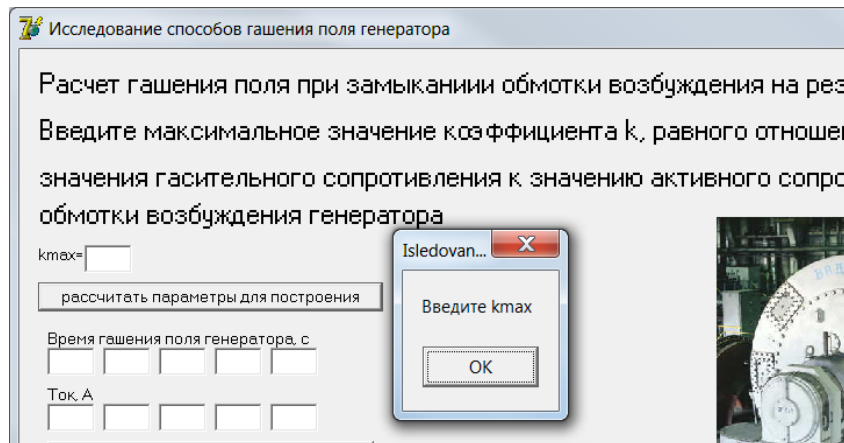 Исследование способов гашения поля генератора
Расчет гашения поля при замыканиии обмотки возбуждения на рез
Введите максимальное значение коэффициента k, равного отношен
значения гасительного сопротивления к значению активного сопро
обмотки возбуждения генератора
kmax=
Isledovan...
Введите kmax
OK
рассчитать параметры для построения
Время гашения поля генератора, с
Ток, А